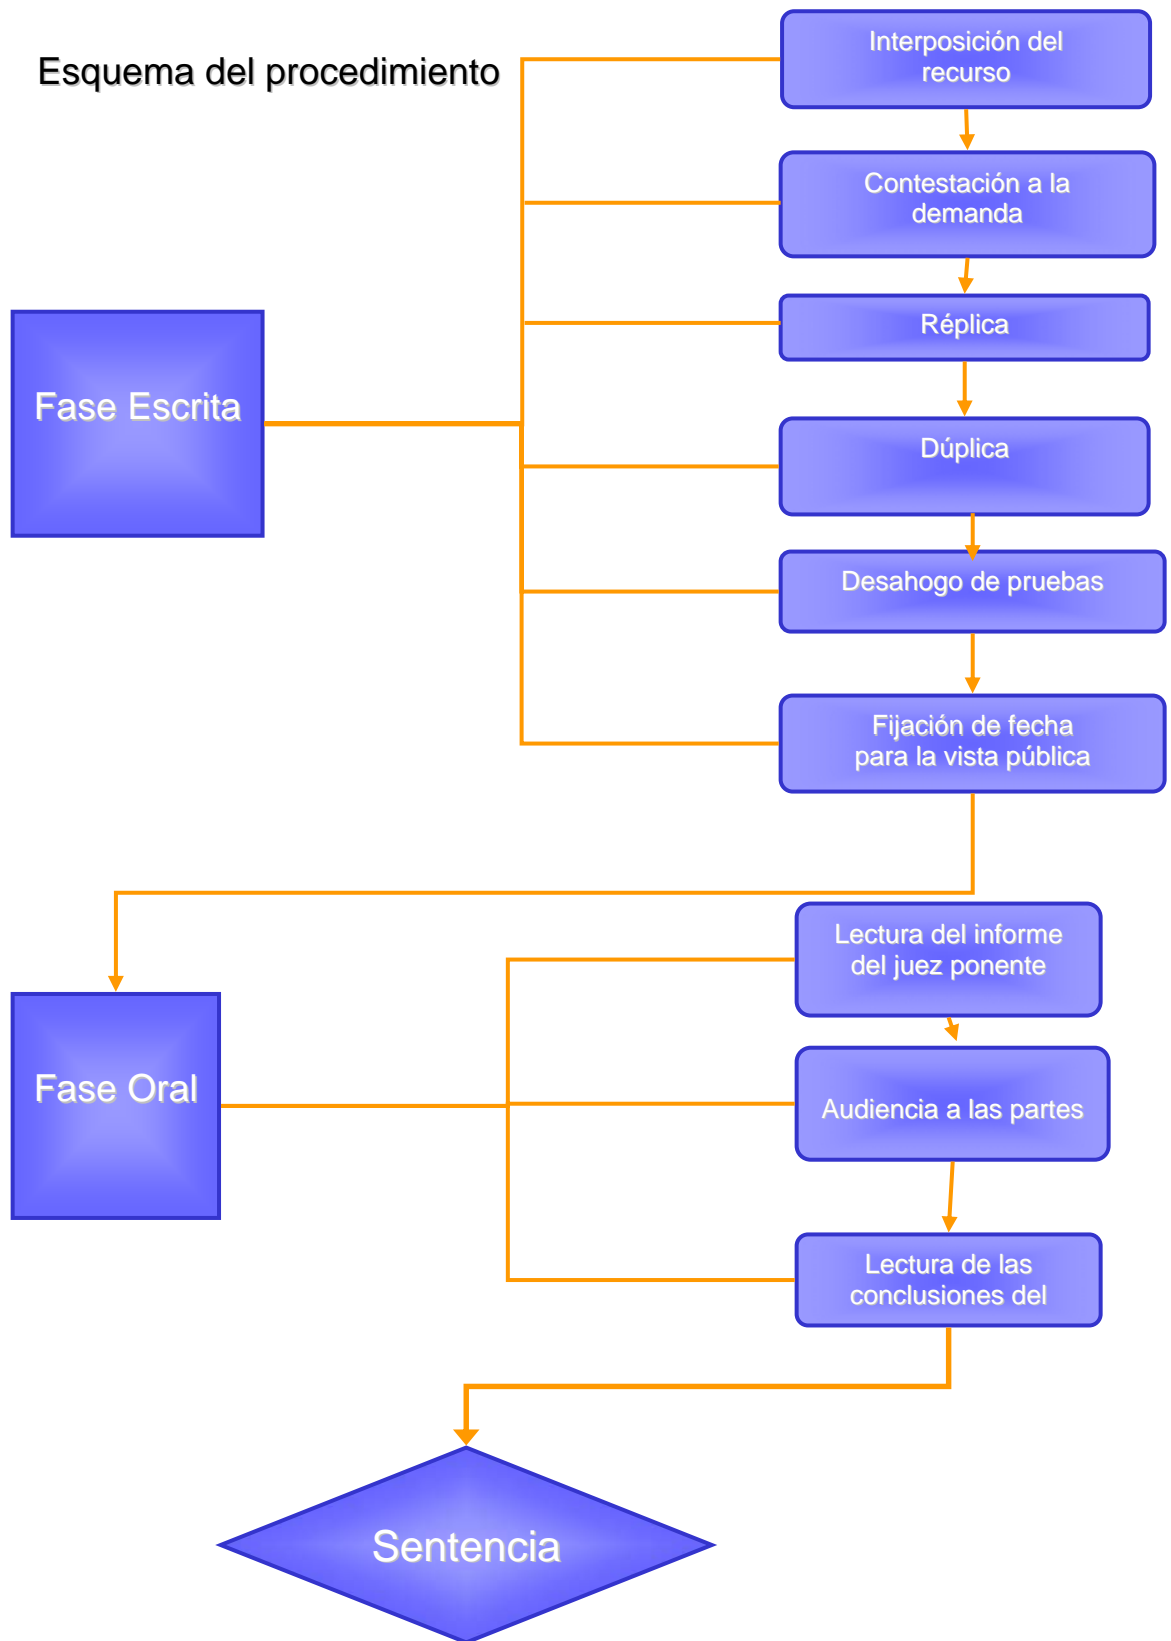 Esquema del procedimiento
Interposición del
recurso
Contestación a la
demanda
Réplica
Fase Escrita
Dúplica
Desahogo de pruebas
Fijación de fecha
para la vista pública
Lectura del informe
del juez ponente
Fase Oral
Audiencia a las partes
Lectura de las
conclusiones del
Sentencia